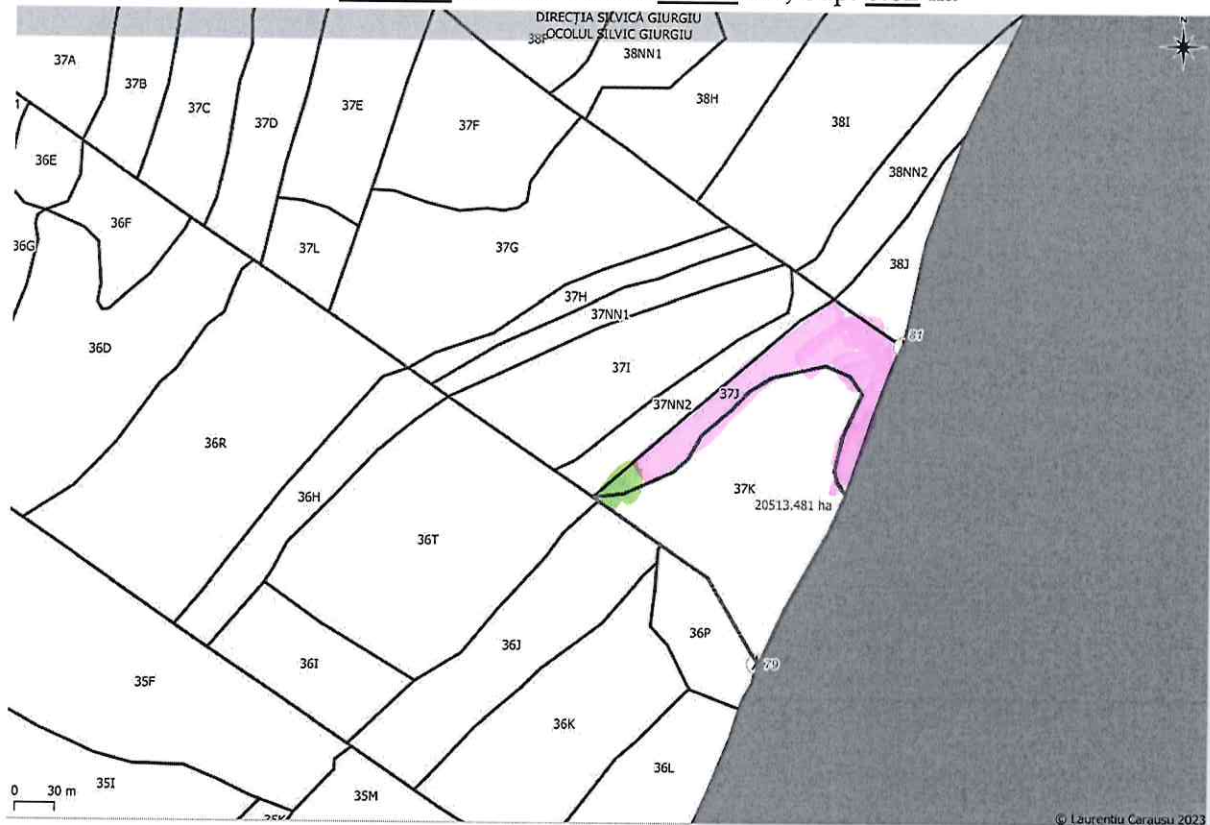 DIRECȚIA SILVICĂ GIURGIU
OCOLUL SILVIC GIURGIU
38F
38NN1
37A
37B
37C
37D
37E
37F
38H
38I
38NN2
36E
36F
36G
37L
37G
38J
37H
37NN1
81
36D
37I
37J
37NN2
36R
36H
37K
20513.481 ha
36T
36J
36P
36I
79
35F
36K
36L
35I
35M
35K
0 30 m
© Laurentiu Carausu 2023